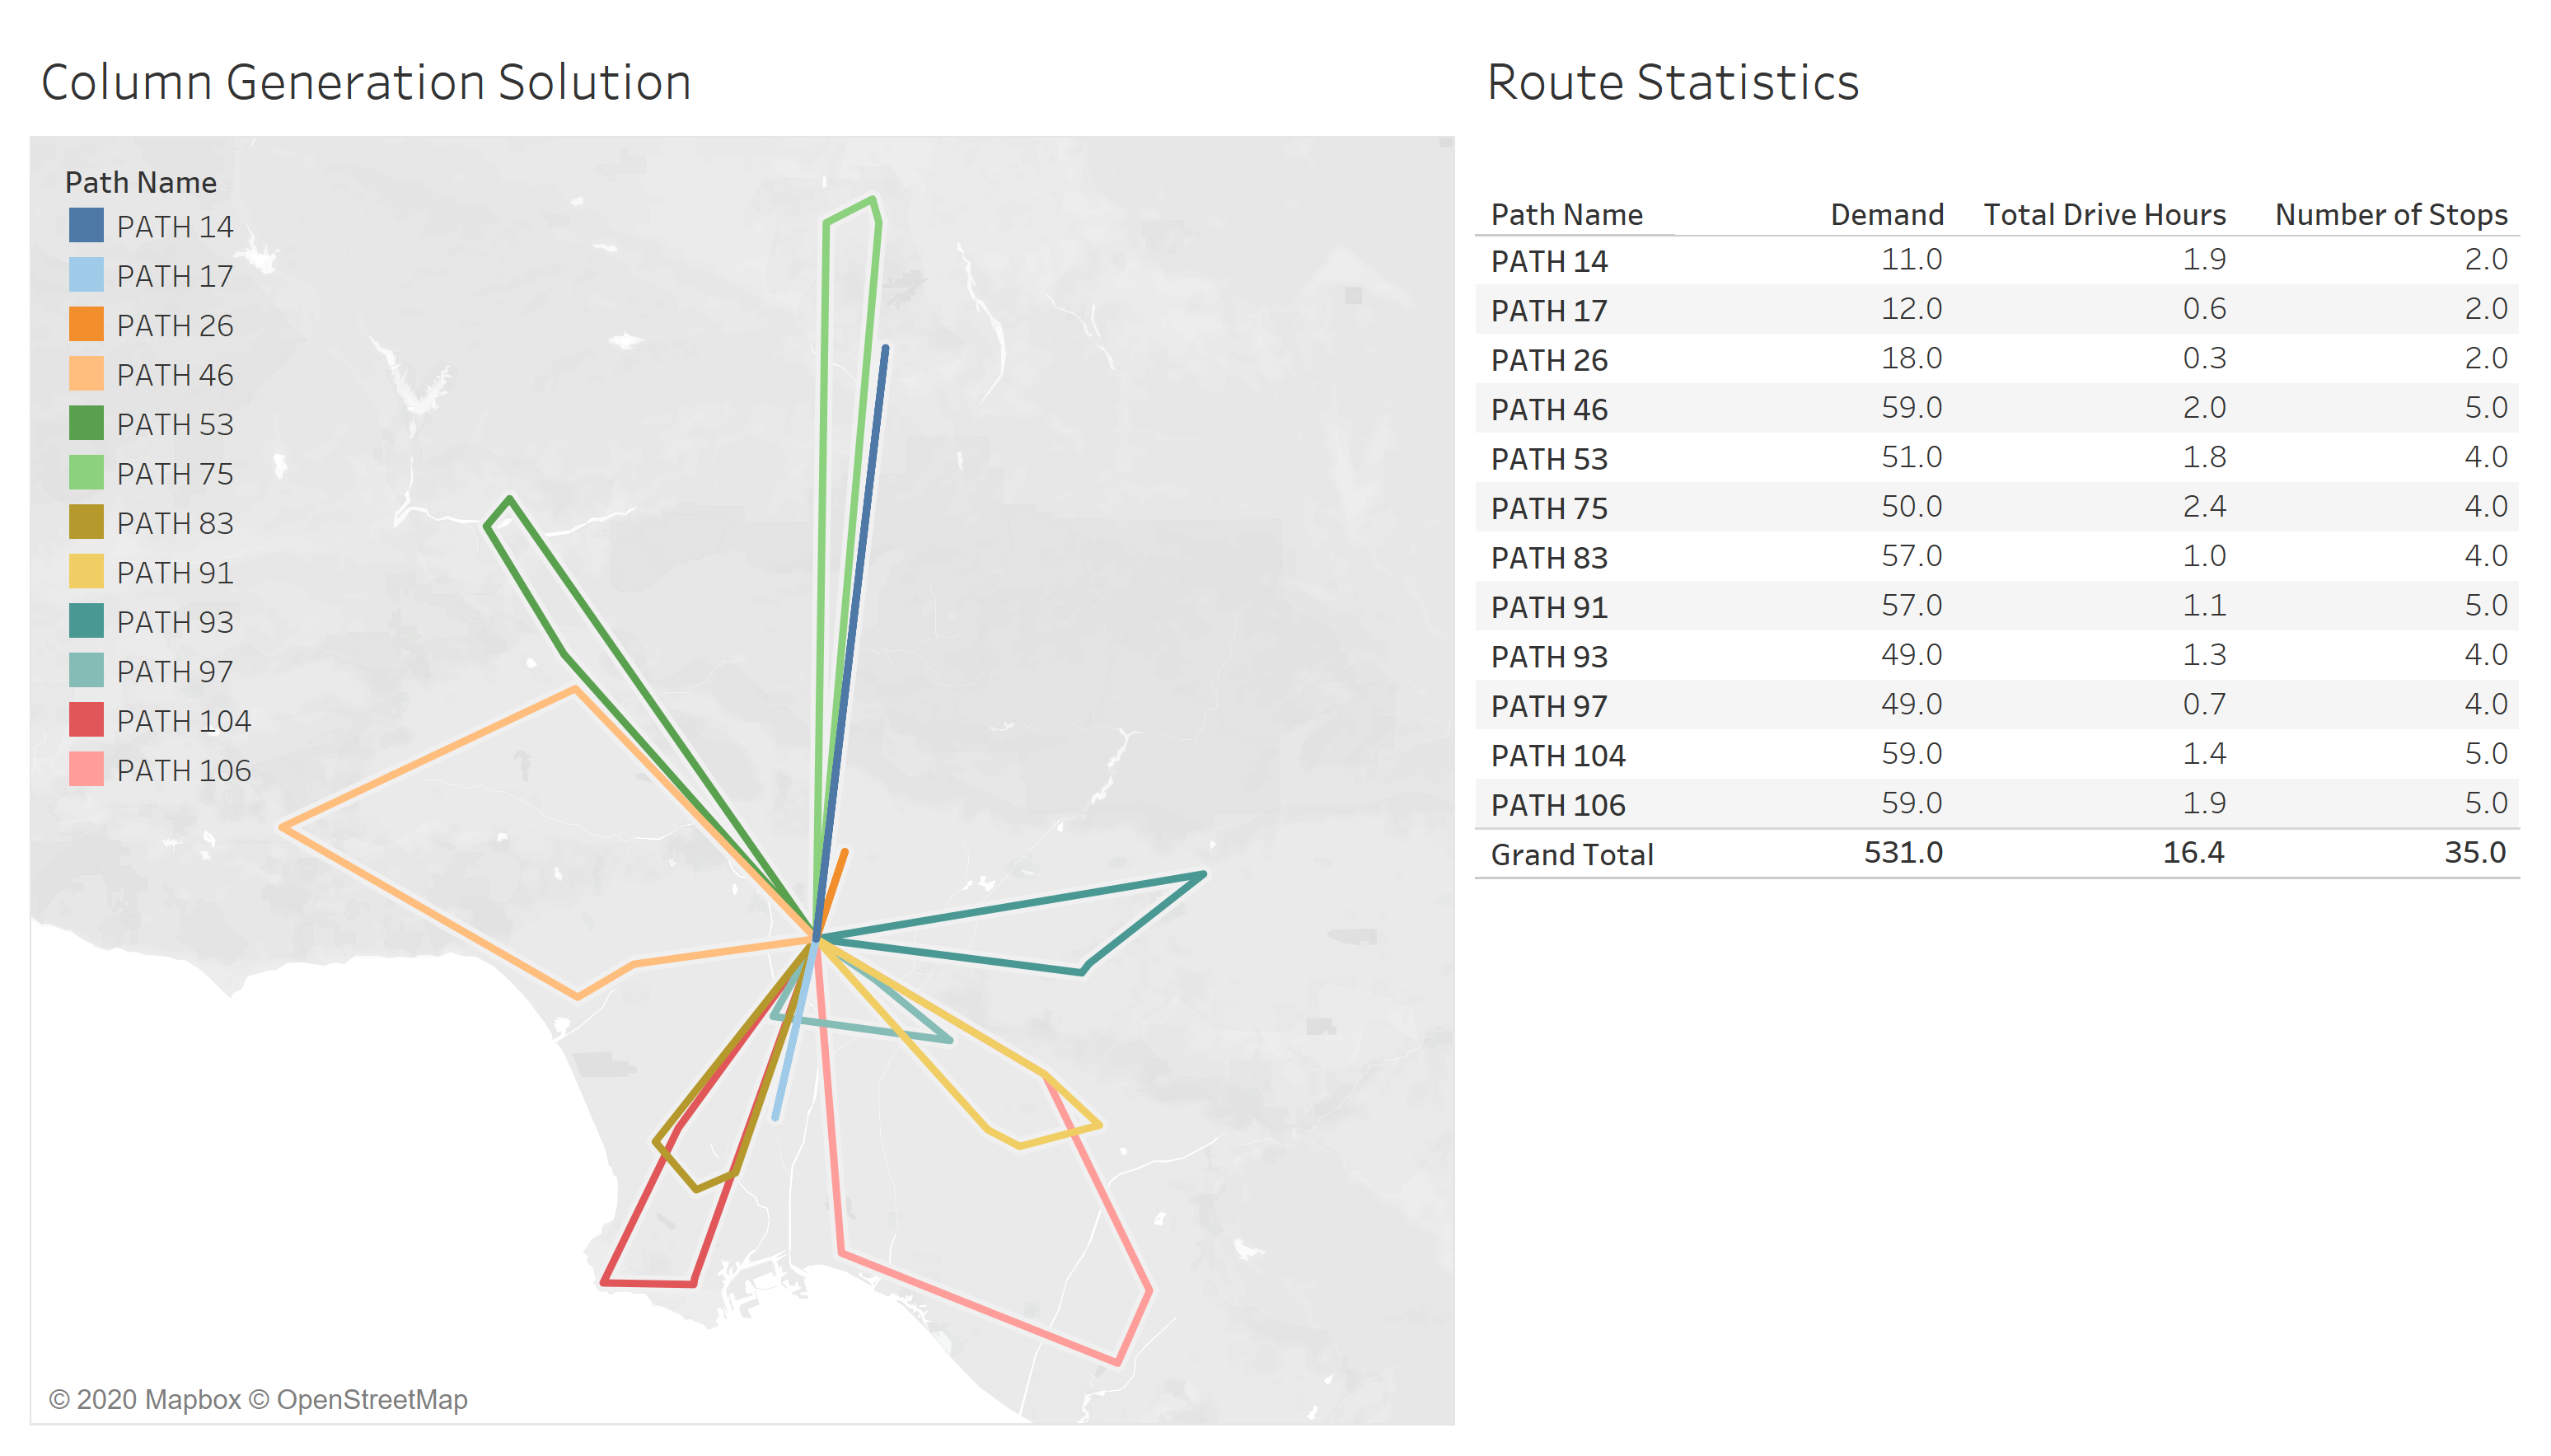 Column Generation Solution
Path Name
PATH 14
PATH 17
PATH 26
PATH 46
PATH 53
PATH 75
PATH 83
PATH 91
PATH 93
PATH 97
PATH 104
PATH 106
© 2020 Mapbox © OpenStreetMap
Route Statistics
Path Name Demand Total Drive Hours Number of Stops
PATH 14 11.0 1.9 2.0
PATH 17 12.0 0.6 2.0
PATH 26 18.0 0.3 2.0
PATH 46 59.0 2.0 5.0
PATH 53 51.0 1.8 4.0
PATH 75 50.0 2.4 4.0
PATH 83 57.0 1.0 4.0
PATH 91 57.0 1.1 5.0
PATH 93 49.0 1.3 4.0
PATH 97 49.0 0.7 4.0
PATH 104 59.0 1.4 5.0
PATH 106 59.0 1.9 5.0
Grand Total 531.0 16.4 35.0